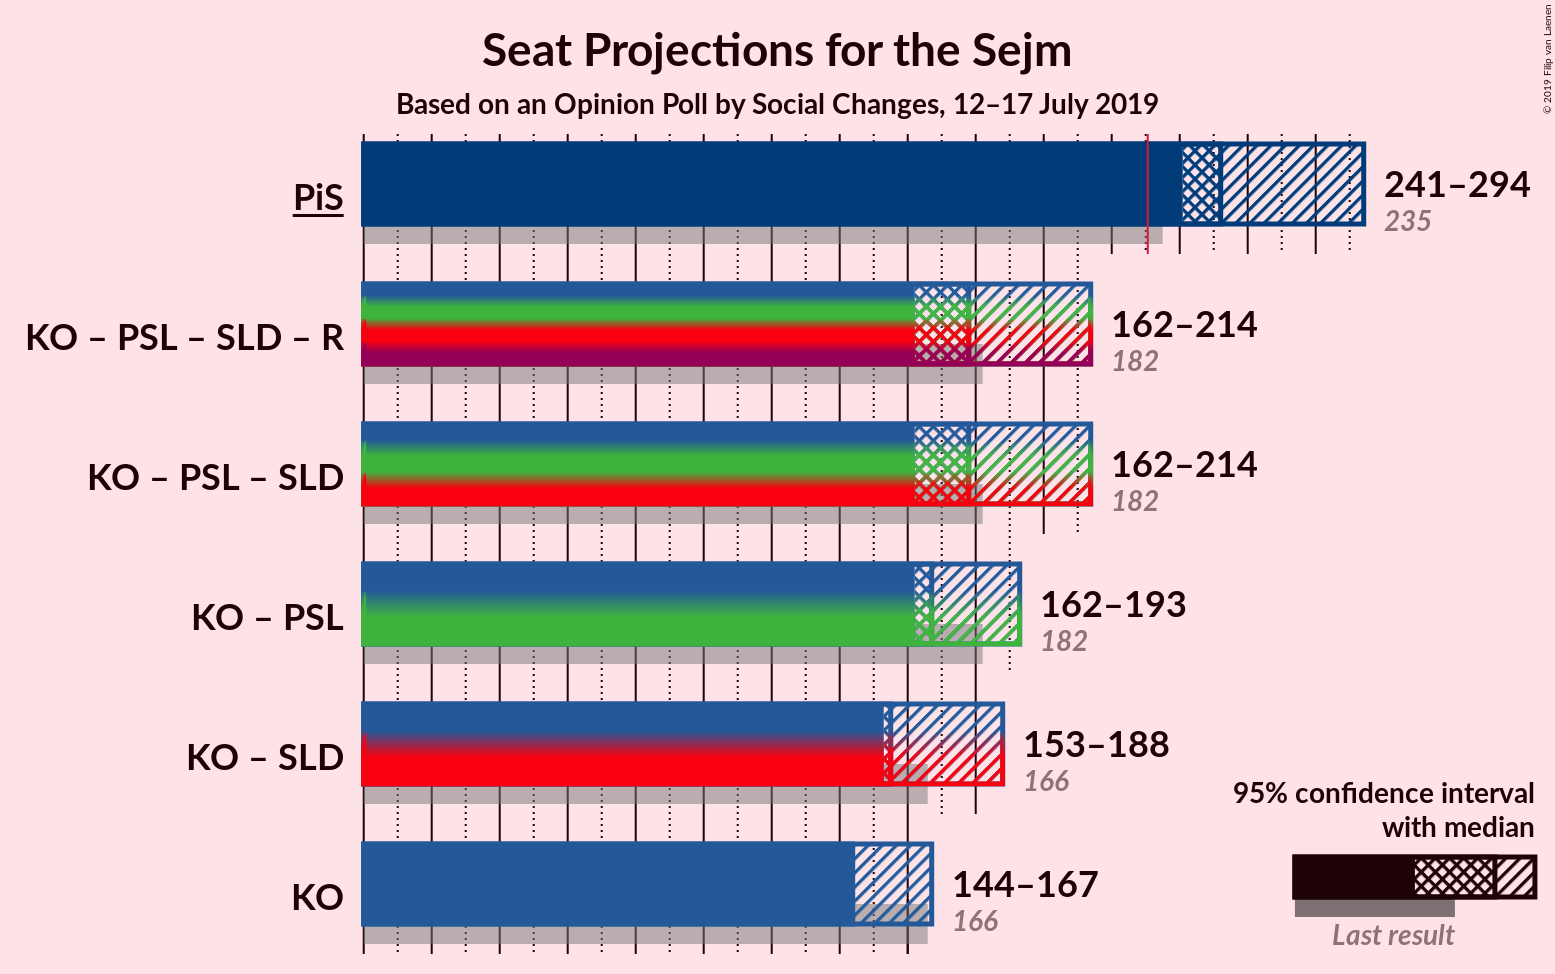 Seat Projections for the Sejm
Based on an Opinion Poll by Social Changes, 12–17 July 2019
© 2019 Filip van Laenen
PiS
241–294
235
KO – PSL – SLD – R
162–214
182
KO – PSL – SLD
162–214
182
KO – PSL
162–193
182
KO – SLD
153–188
166
KO
144–167
166
95% confidence interval
with median
Last result